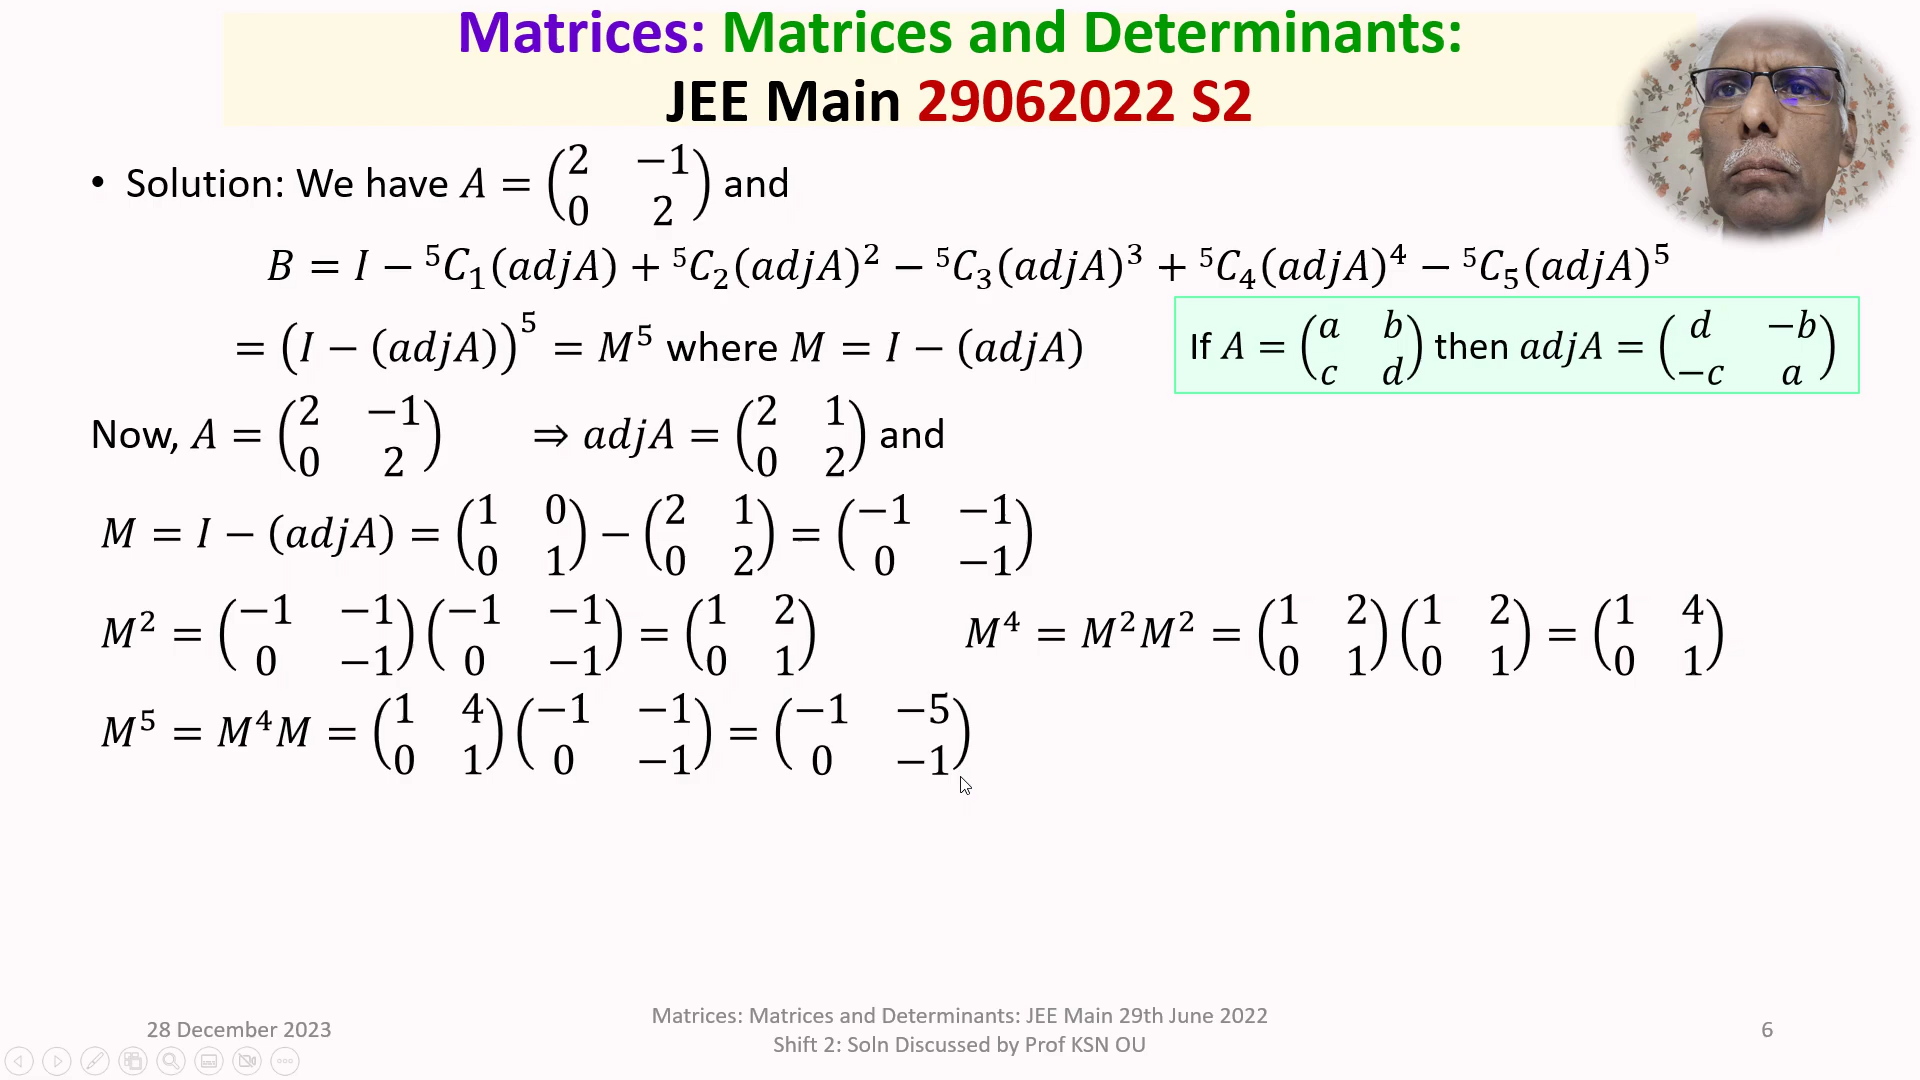 Matrices: Matrices and Determinants:
JEE Main 29062022 S2
• Solution: We have A = (2 −1; 0 2) and
B = I − ⁵C₁(adjA) + ⁵C₂(adjA)² − ⁵C₃(adjA)³ + ⁵C₄(adjA)⁴ − ⁵C₅(adjA)⁵
= (I − (adjA))⁵ = M⁵ where M = I − (adjA)
If A = (a b; c d) then adjA = (d −b; −c a)
Now, A = (2 −1; 0 2) ⇒ adjA = (2 1; 0 2) and
M = I − (adjA) = (1 0; 0 1) − (2 1; 0 2) = (−1 −1; 0 −1)
M² = (−1 −1; 0 −1)(−1 −1; 0 −1) = (1 2; 0 1) M⁴ = M²M² = (1 2; 0 1)(1 2; 0 1) = (1 4; 0 1)
M⁵ = M⁴M = (1 4; 0 1)(−1 −1; 0 −1) = (−1 −5; 0 −1)
28 December 2023
Matrices: Matrices and Determinants: JEE Main 29th June 2022
Shift 2: Soln Discussed by Prof KSN OU
6